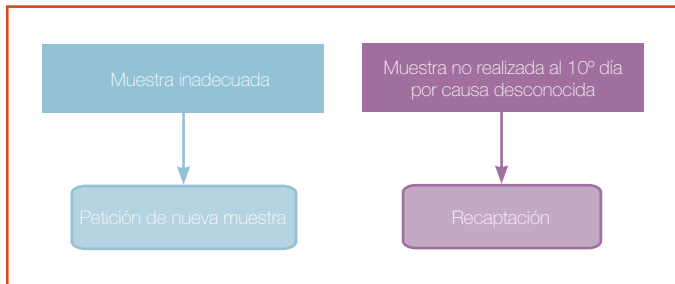 Muestra inadecuada
Muestra no realizada al 10º día
por causa desconocida
Petición de nueva muestra
Recaptación